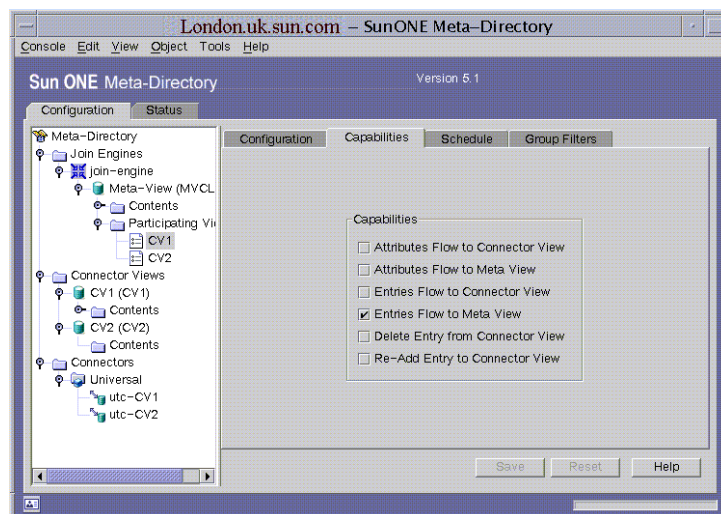 London.uk.sun.com – SunONE Meta–Directory
Console Edit View Object Tools Help
Sun ONE Meta-Directory
Version 5.1
Configuration Status
Meta–Directory
Join Engines
join–engine
Meta–View (MVCL
Contents
Participating Vi
CV1
CV2
Connector Views
CV1 (CV1)
Contents
CV2 (CV2)
Contents
Connectors
Universal
utc–CV1
utc–CV2
Configuration Capabilities Schedule Group Filters
Capabilities
Attributes Flow to Connector View
Attributes Flow to Meta View
Entries Flow to Connector View
Entries Flow to Meta View
Delete Entry from Connector View
Re–Add Entry to Connector View
Save Reset Help